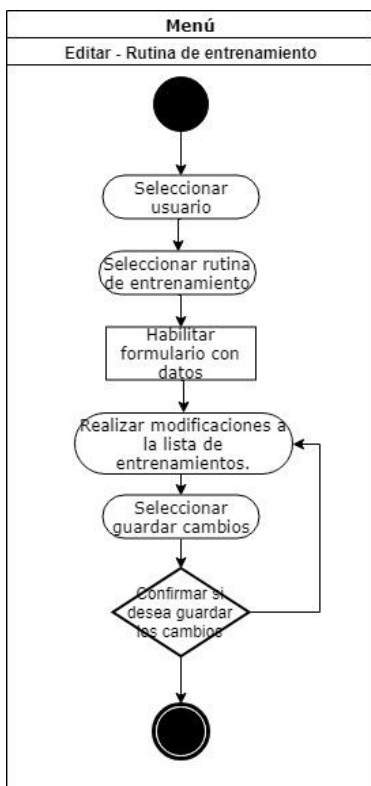 Menú
Editar - Rutina de entrenamiento
Seleccionar
usuario
Seleccionar rutina
de entrenamiento
Habilitar
formulario con
datos
Realizar modificaciones a
la lista de
entrenamientos.
Seleccionar
guardar cambios
Confirmar si
desea guardar
los cambios